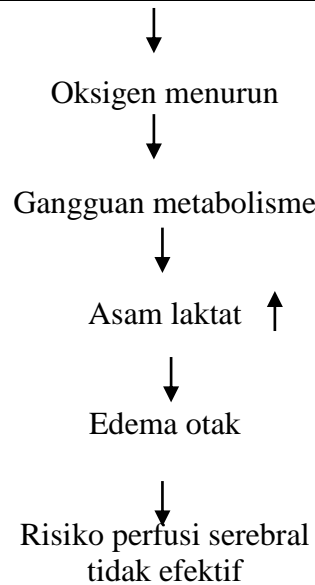 Oksigen menurun
Gangguan metabolisme
Asam laktat
Edema otak
Risiko perfusi serebral
tidak efektif